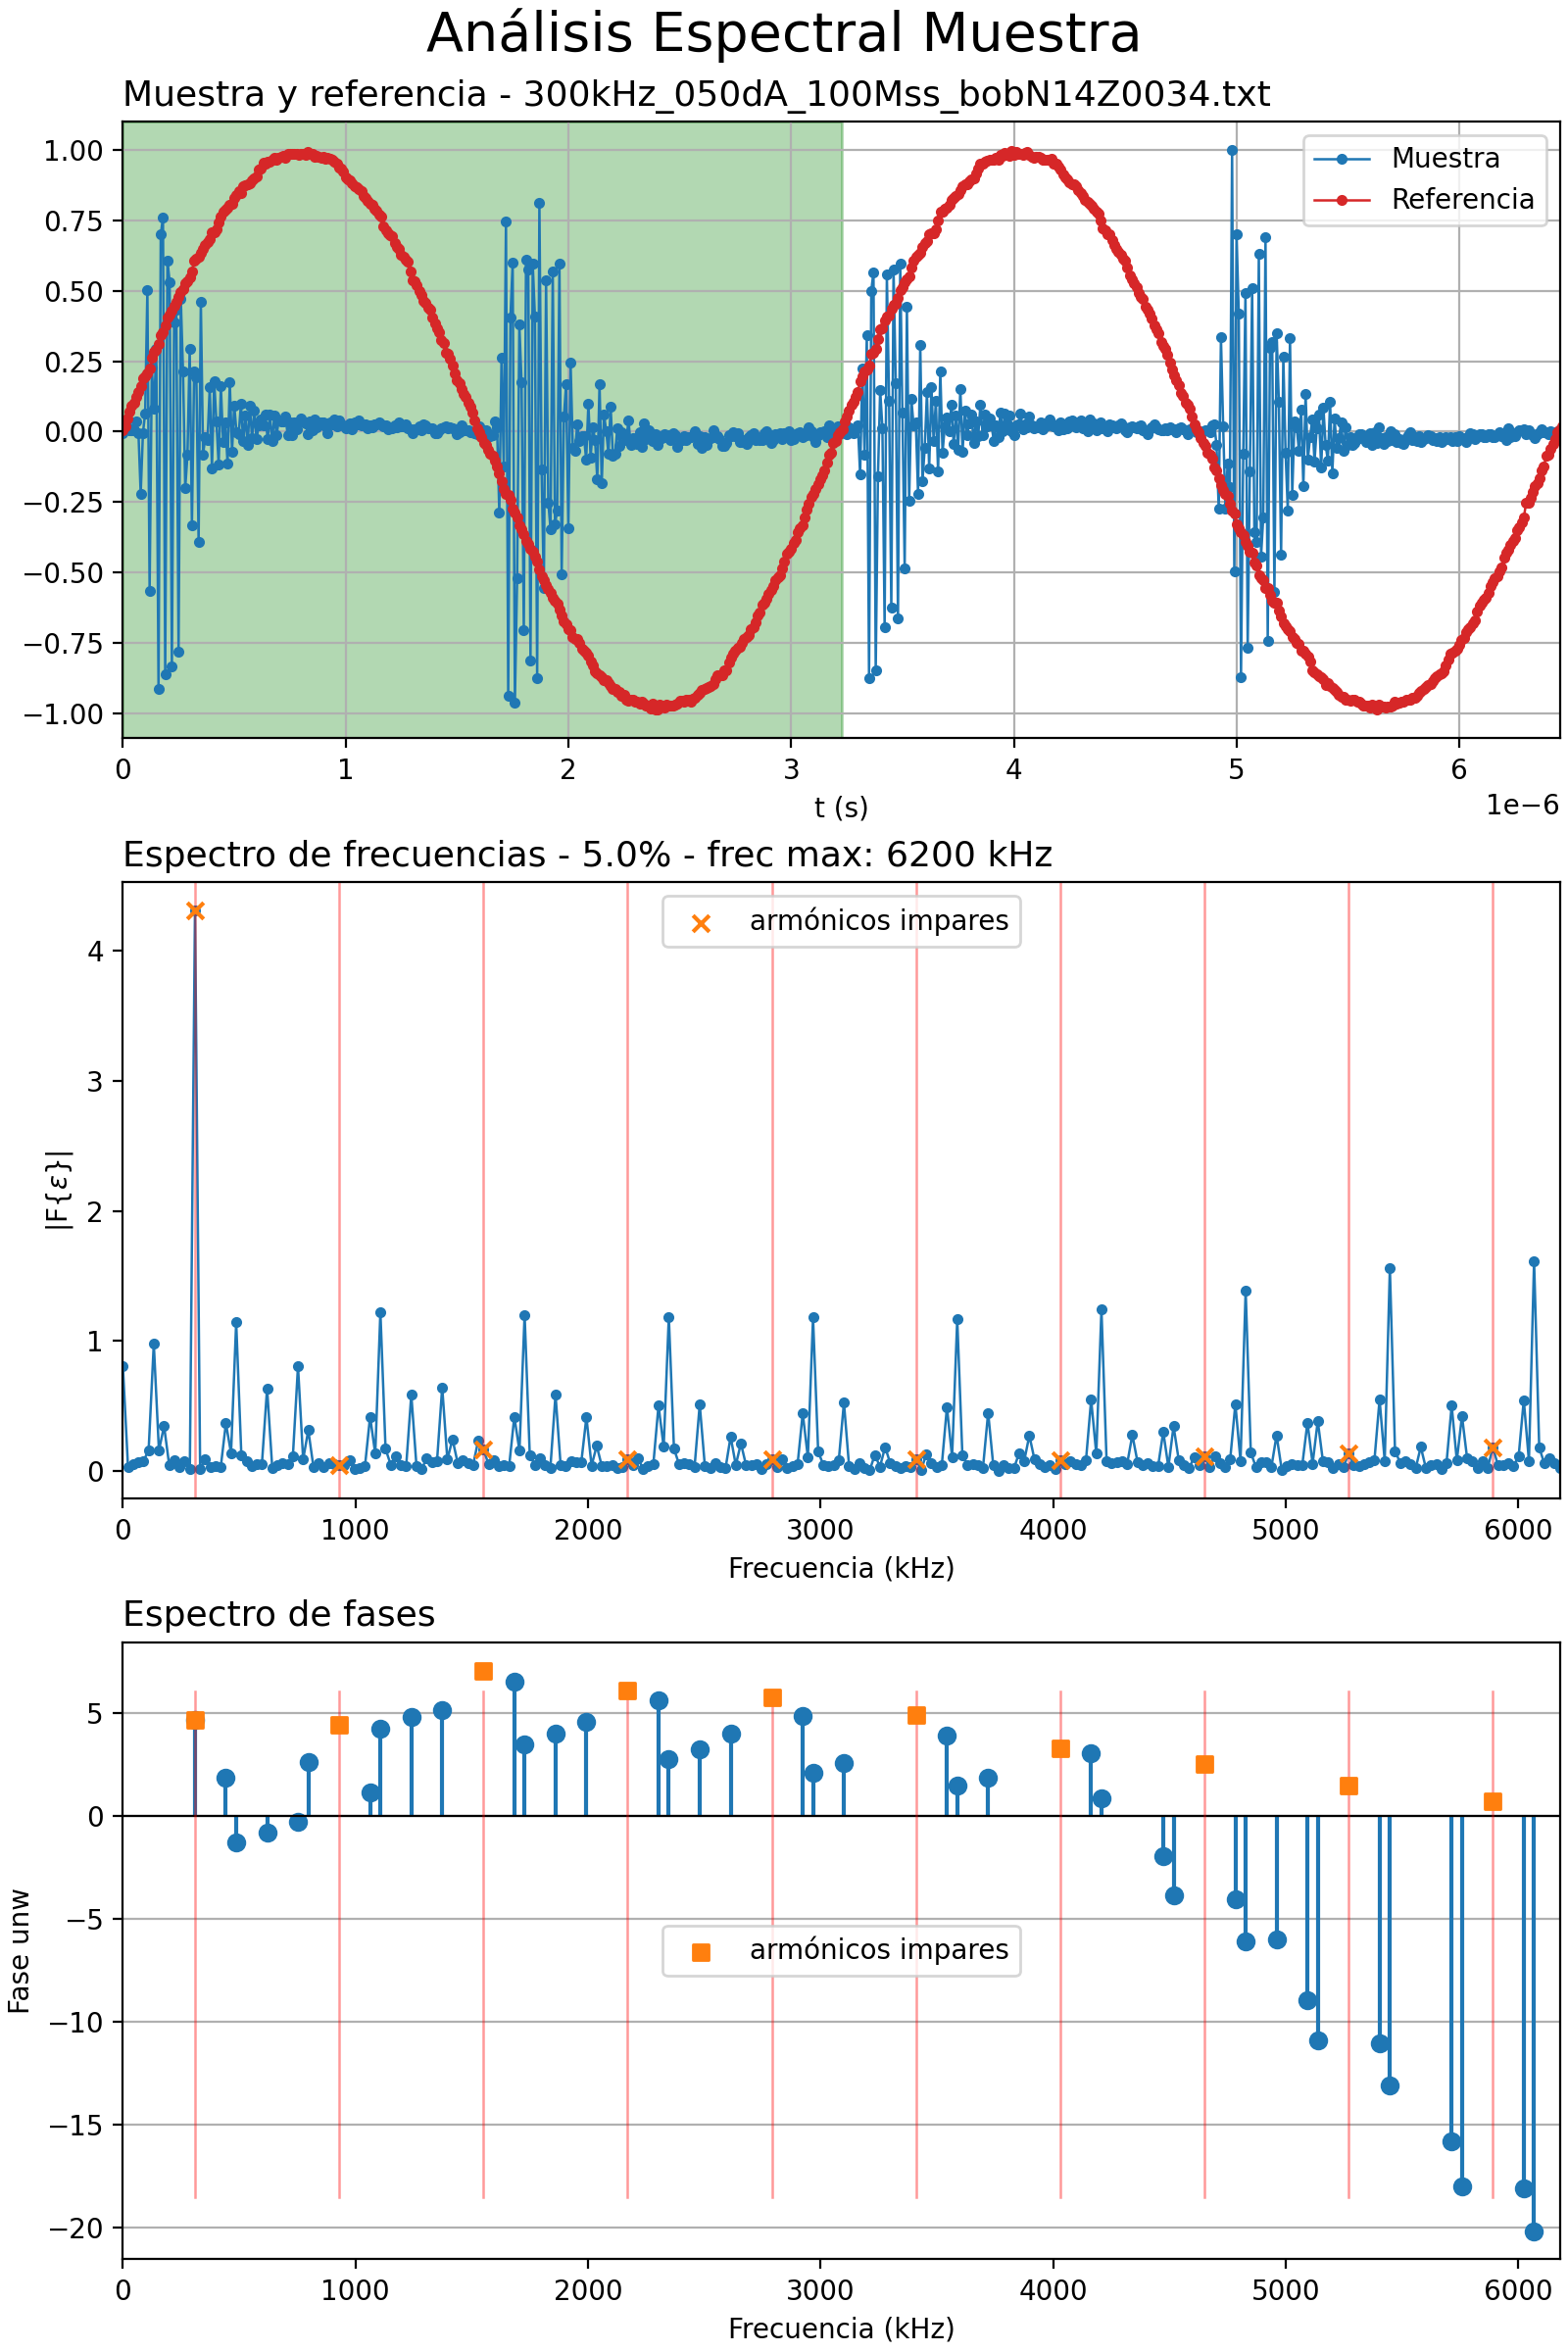 Análisis Espectral Muestra
Muestra y referencia - 300kHz_050dA_100Mss_bobN14Z0034.txt
1.00
0.75
0.50
0.25
0.00
−0.25
−0.50
−0.75
−1.00
Muestra
Referencia
0 1 2 3 4 5 6
t (s)
1e−6
Espectro de frecuencias - 5.0% - frec max: 6200 kHz
armónicos impares
|F{ε}|
4
3
2
1
0
0 1000 2000 3000 4000 5000 6000
Frecuencia (kHz)
Espectro de fases
Fase unw
5
0
−5
−10
−15
−20
armónicos impares
0 1000 2000 3000 4000 5000 6000
Frecuencia (kHz)